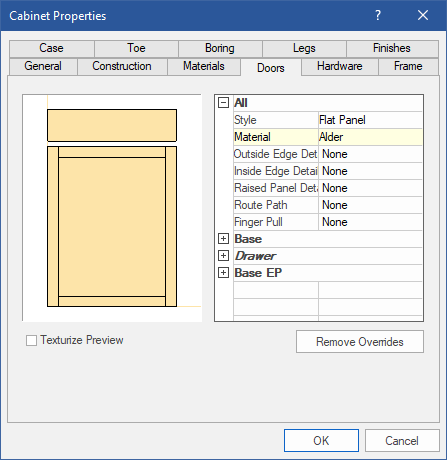 Cabinet Properties ?
Case Toe Boring Legs Finishes
General Construction Materials Doors Hardware Frame
All
Style Flat Panel
Material Alder
Outside Edge Det None
Inside Edge Detai None
Raised Panel Deta None
Route Path None
Finger Pull None
Base
Drawer
Base EP
Texturize Preview
Remove Overrides
OK Cancel